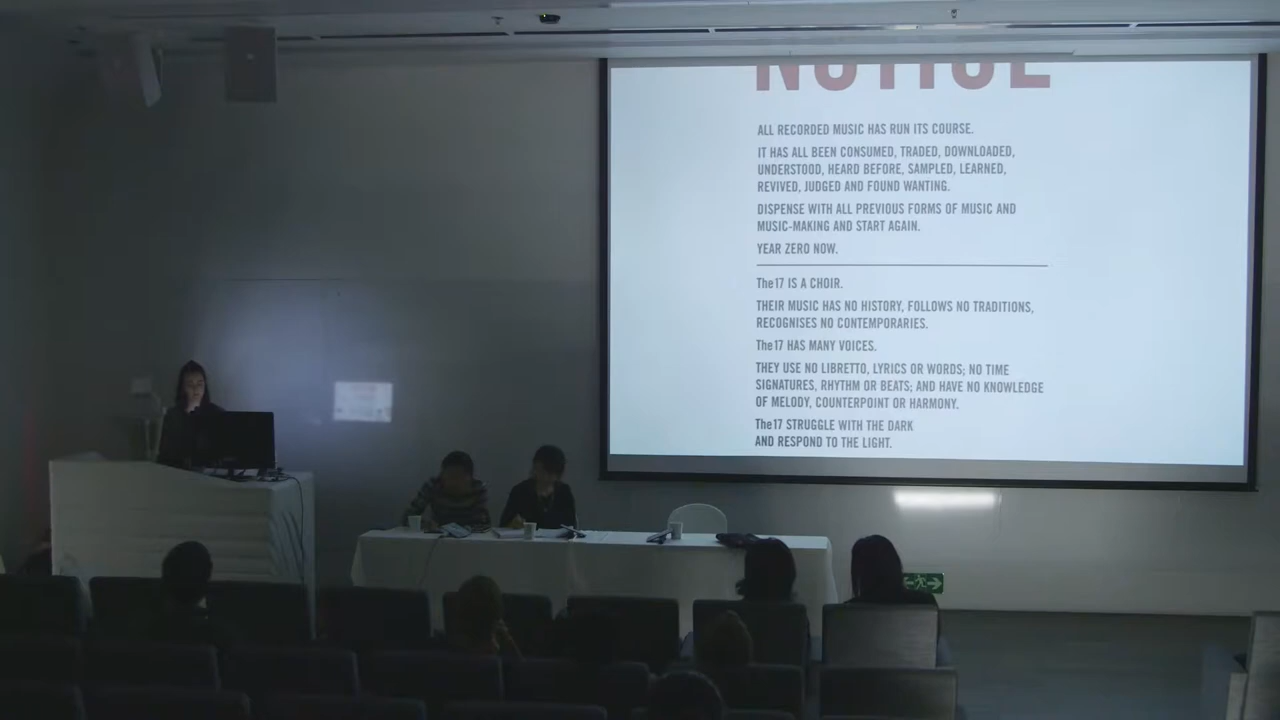 NOTICE
ALL RECORDED MUSIC HAS RUN ITS COURSE.
IT HAS ALL BEEN CONSUMED, TRADED, DOWNLOADED,
UNDERSTOOD, HEARD BEFORE, SAMPLED, LEARNED,
REVIVED, JUDGED AND FOUND WANTING.
DISPENSE WITH ALL PREVIOUS FORMS OF MUSIC AND
MUSIC-MAKING AND START AGAIN.
YEAR ZERO NOW.
The17 IS A CHOIR.
THEIR MUSIC HAS NO HISTORY, FOLLOWS NO TRADITIONS,
RECOGNISES NO CONTEMPORARIES.
The17 HAS MANY VOICES.
THEY USE NO LIBRETTO, LYRICS OR WORDS; NO TIME
SIGNATURES, RHYTHM OR BEATS; AND HAVE NO KNOWLEDGE
OF MELODY, COUNTERPOINT OR HARMONY.
The17 STRUGGLE WITH THE DARK
AND RESPOND TO THE LIGHT.